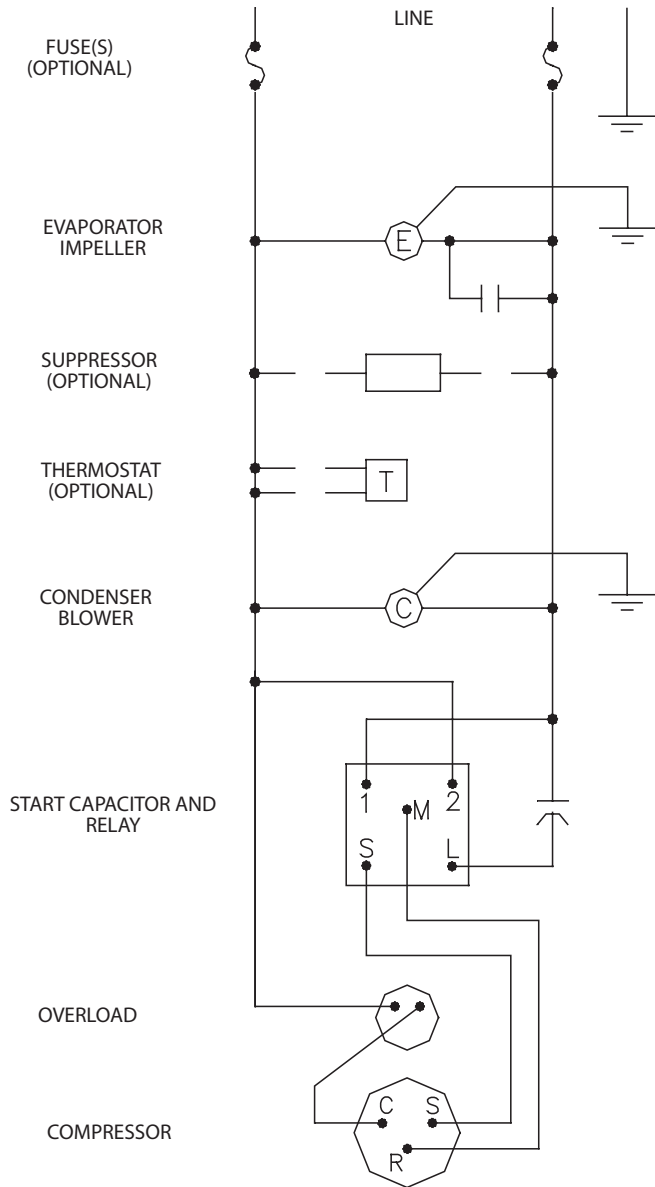 LINE
FUSE(S)
(OPTIONAL)
EVAPORATOR
IMPELLER
E
SUPPRESSOR
(OPTIONAL)
THERMOSTAT
(OPTIONAL)
T
CONDENSER
BLOWER
C
START CAPACITOR AND
RELAY
1 M 2
S L
OVERLOAD
COMPRESSOR
C S
R